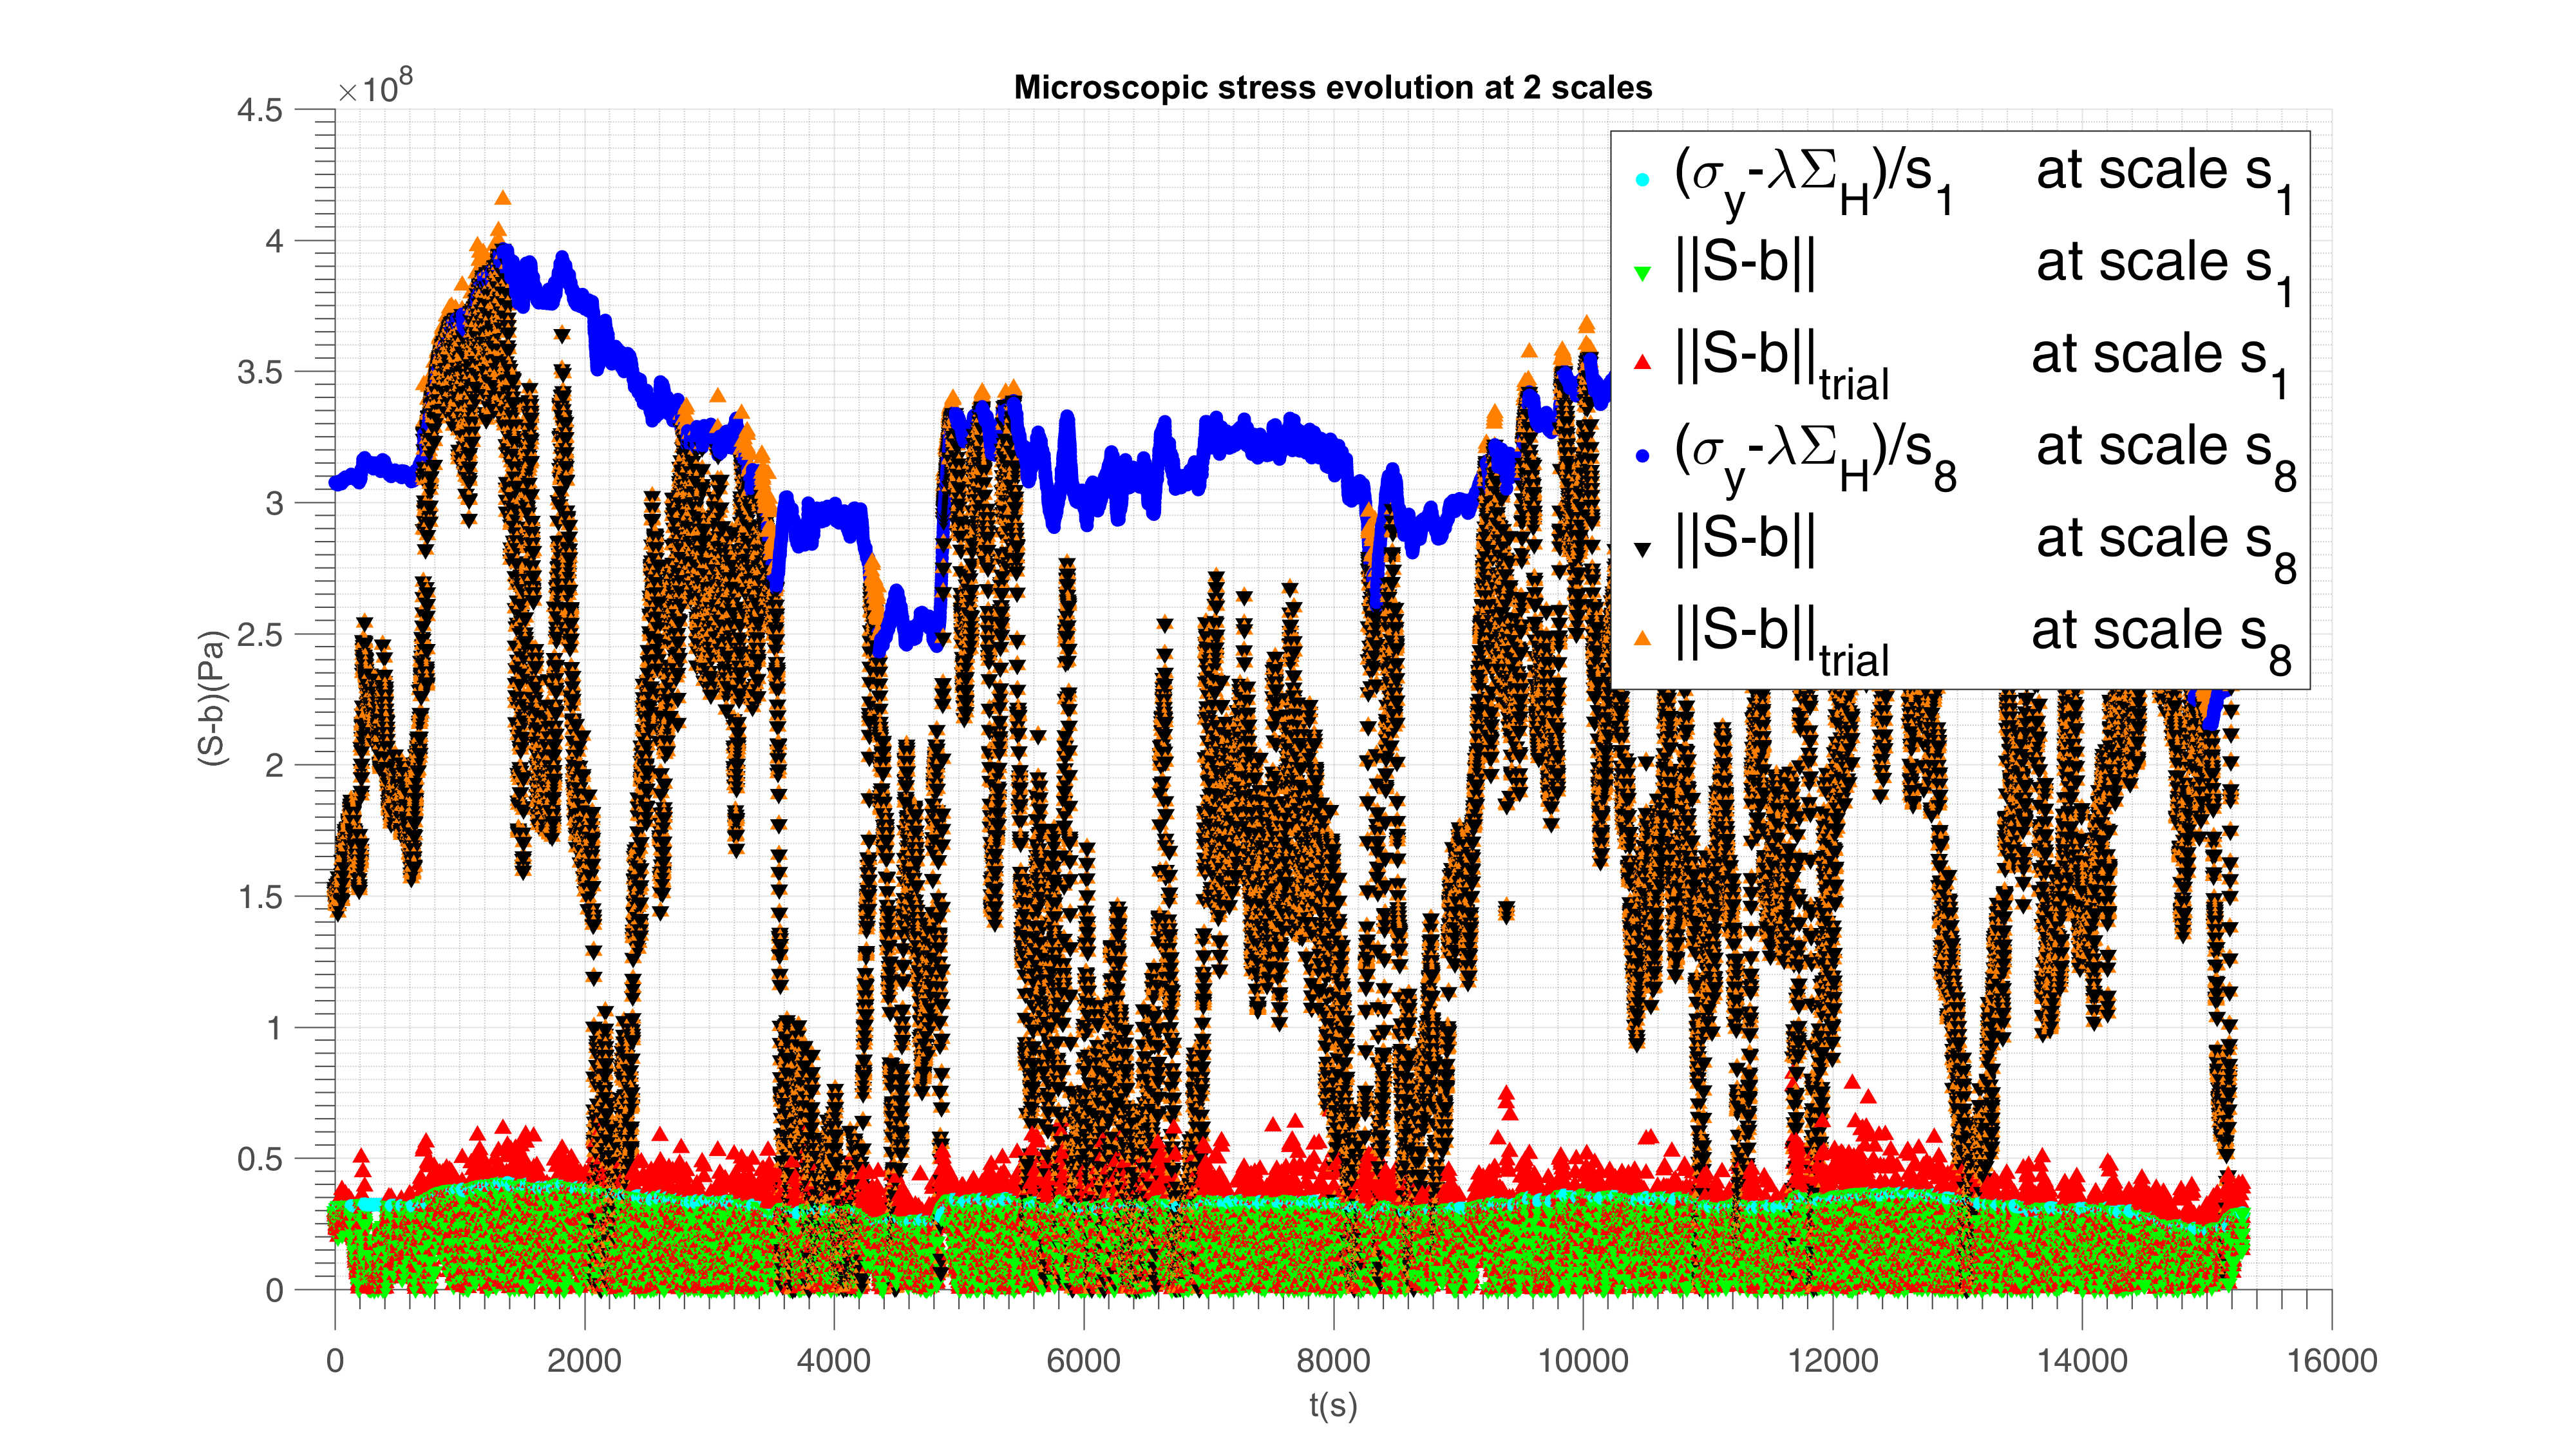 Microscopic stress evolution at 2 scales
×10^8
4.5
4
3.5
3
2.5
2
1.5
1
0.5
0
(S-b)(Pa)
0 2000 4000 6000 8000 10000 12000 14000 16000
t(s)
(σ_y-λΣ_H)/s_1 at scale s_1
||S-b|| at scale s_1
||S-b||_trial at scale s_1
(σ_y-λΣ_H)/s_8 at scale s_8
||S-b|| at scale s_8
||S-b||_trial at scale s_8